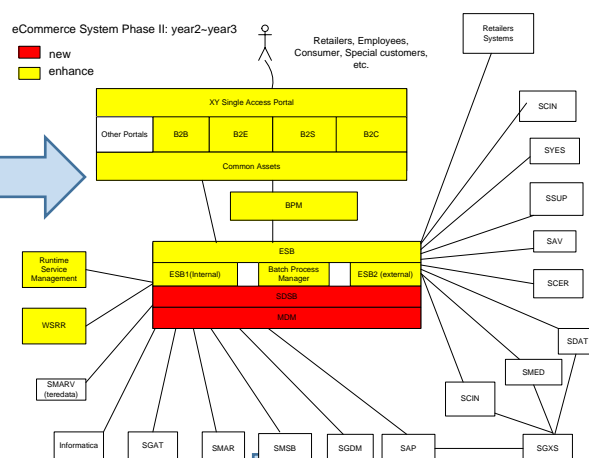 eCommerce System Phase II: year2~year3
new
enhance
Retailers, Employees,
Consumer, Special customers,
etc.
Retailers
Systems
XY Single Access Portal
Other Portals
B2B
B2E
B2S
B2C
Common Assets
BPM
SCIN
SYES
SSUP
SAV
SCER
SDAT
SMED
SCIN
ESB
ESB1(Internal)
Batch Process
Manager
ESB2 (external)
SDSB
MDM
Runtime
Service
Management
WSRR
SMARV
(teredata)
Informatica
SGAT
SMAR
SMSB
SGDM
SAP
SGXS